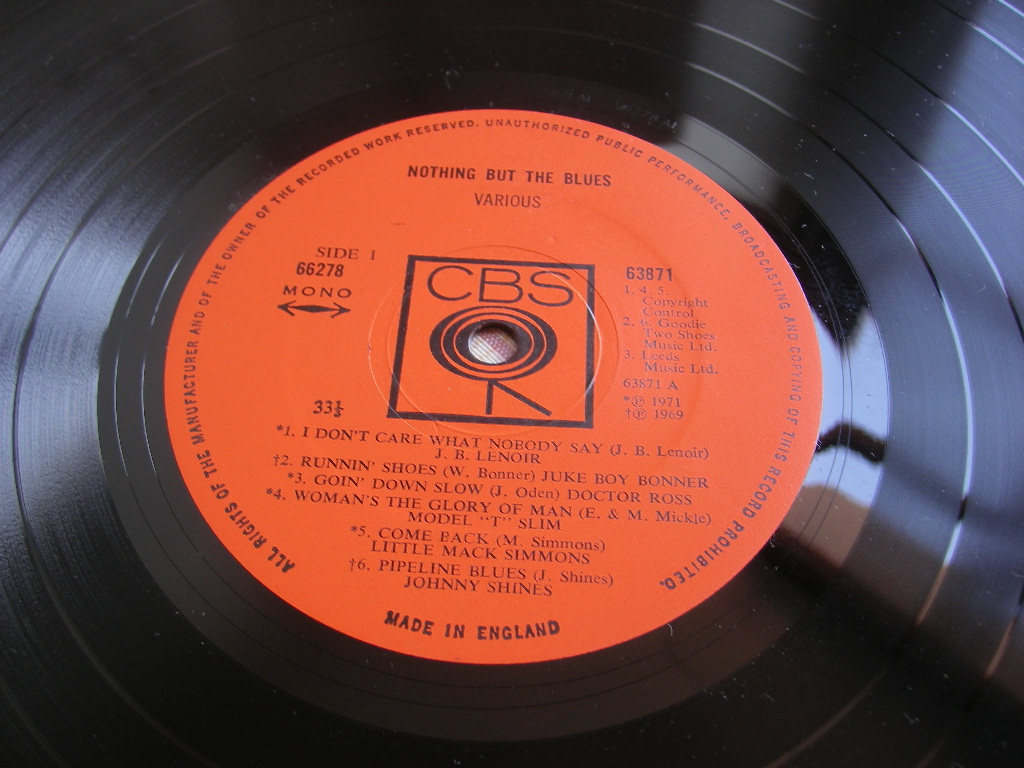 ALL RIGHTS OF THE MANUFACTURER AND OF THE OWNER OF THE RECORDED WORK RESERVED. UNAUTHORIZED PUBLIC PERFORMANCE, BROADCASTING AND COPYING OF THIS RECORD PROHIBITED.
NOTHING BUT THE BLUES
VARIOUS
SIDE 1
66278
MONO
CBS
63871
1. 4. 5.
Copyright
Control
2. 6. Goodie
Two Shoes
Music Ltd.
3. Leeds
Music Ltd.
63871 A
*℗ 1971
†℗ 1969
33⅓
*1. I DON'T CARE WHAT NOBODY SAY (J. B. Lenoir)
J. B. LENOIR
†2. RUNNIN' SHOES (W. Bonner) JUKE BOY BONNER
*3. GOIN' DOWN SLOW (J. Oden) DOCTOR ROSS
*4. WOMAN'S THE GLORY OF MAN (E. & M. Mickle)
MODEL "T" SLIM
*5. COME BACK (M. Simmons)
LITTLE MACK SIMMONS
†6. PIPELINE BLUES (J. Shines)
JOHNNY SHINES
MADE IN ENGLAND